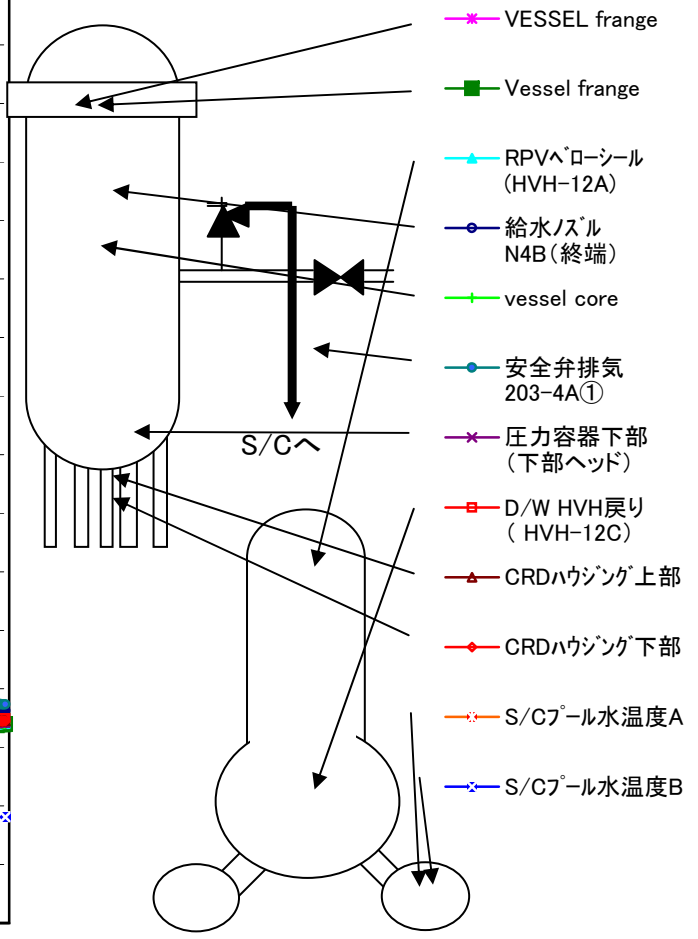 VESSEL frange
Vessel frange
RPVﾍﾞﾛｰｼｰﾙ
(HVH-12A)
給水ﾉｽﾞﾙ
N4B（終端）
vessel core
安全弁排気
203-4A①
圧力容器下部
（下部ﾍｯﾄﾞ）
D/W HVH戻り
( HVH-12C）
CRDﾊｳｼﾞﾝｸﾞ上部
CRDﾊｳｼﾞﾝｸﾞ下部
S/Cﾌﾟｰﾙ水温度A
S/Cﾌﾟｰﾙ水温度B
S/Cへ